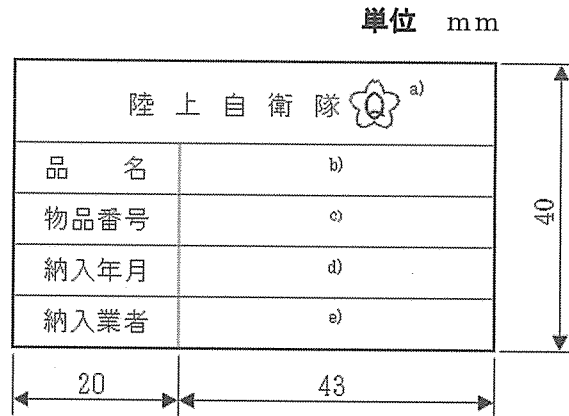 単位 mm
陸上自衛隊 Q a)
品名 b)
物品番号 c)
納入年月 d)
納入業者 e)
40
20 43